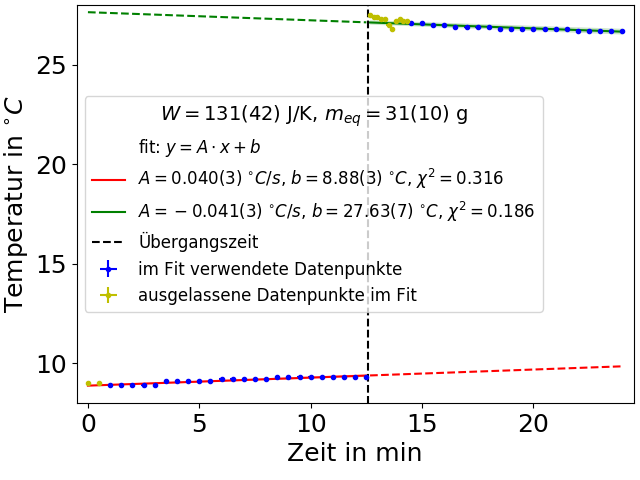 25
20
15
10
Temperatur in °C
W = 131(42) J/K, m_eq = 31(10) g
fit: y = A · x + b
A = 0.040(3) °C/s, b = 8.88(3) °C, χ² = 0.316
A = −0.041(3) °C/s, b = 27.63(7) °C, χ² = 0.186
Übergangszeit
im Fit verwendete Datenpunkte
ausgelassene Datenpunkte im Fit
0 5 10 15 20
Zeit in min